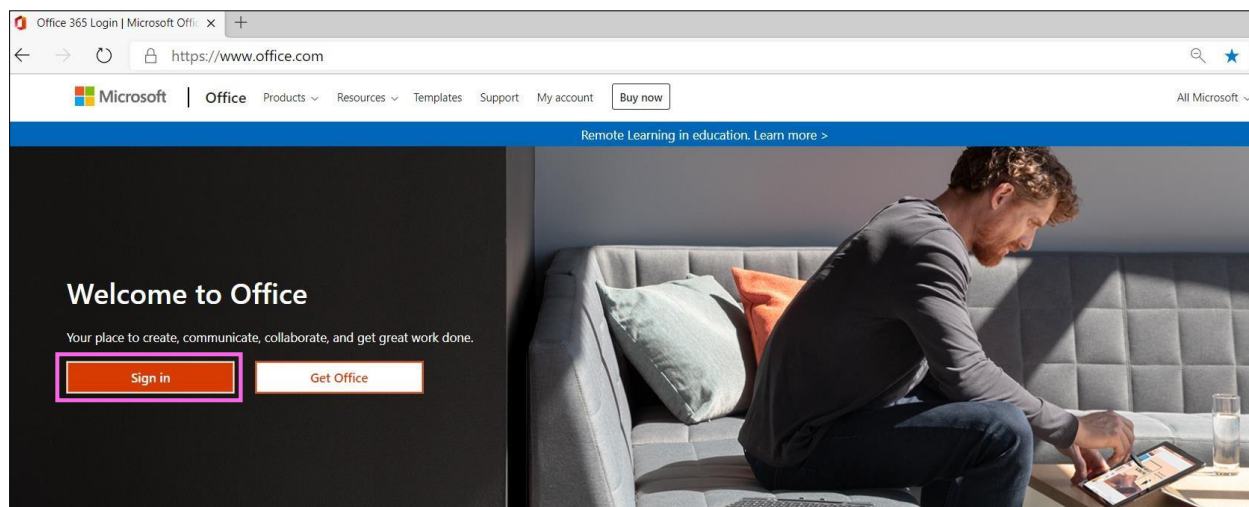 Office 365 Login | Microsoft Offic
https://www.office.com
Microsoft Office Products Resources Templates Support My account Buy now All Microsoft
Remote Learning in education. Learn more >
Welcome to Office
Your place to create, communicate, collaborate, and get great work done.
Sign in Get Office